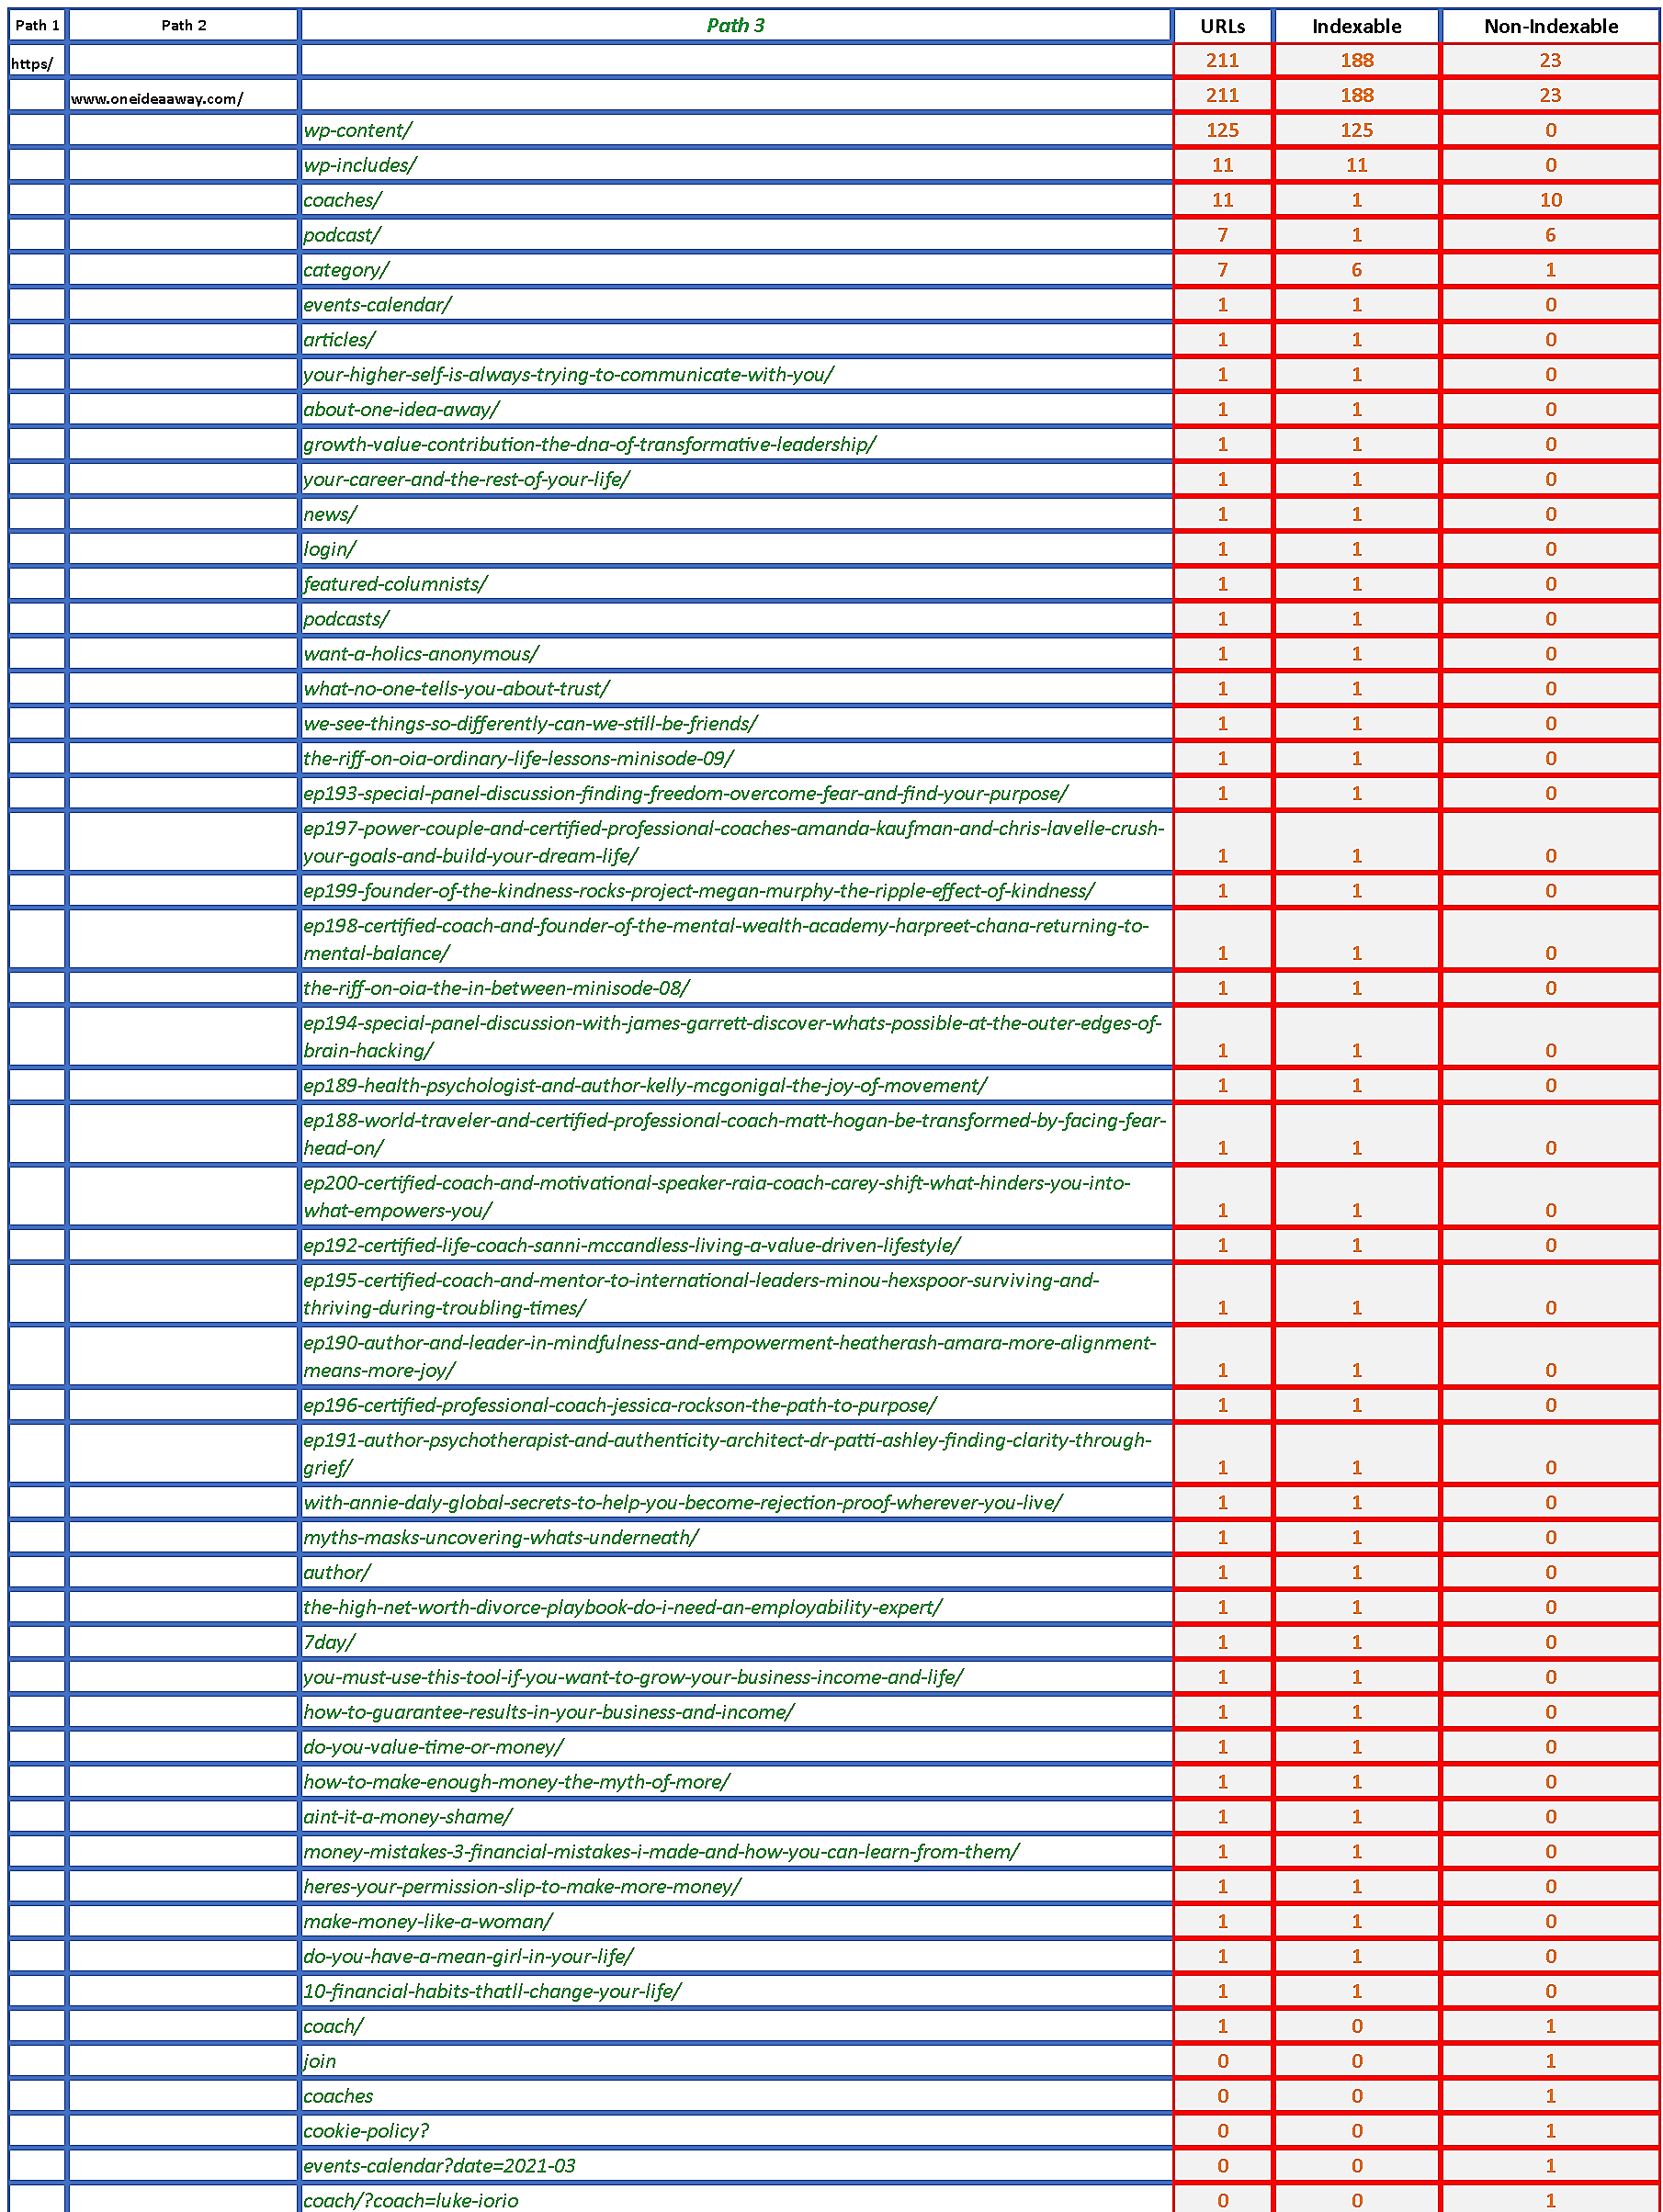 Path 1 Path 2 Path 3 URLs Indexable Non-Indexable
https/ 211 188 23
www.oneideaaway.com/ 211 188 23
wp-content/ 125 125 0
wp-includes/ 11 11 0
coaches/ 11 1 10
podcast/ 7 1 6
category/ 7 6 1
events-calendar/ 1 1 0
articles/ 1 1 0
your-higher-self-is-always-trying-to-communicate-with-you/ 1 1 0
about-one-idea-away/ 1 1 0
growth-value-contribution-the-dna-of-transformative-leadership/ 1 1 0
your-career-and-the-rest-of-your-life/ 1 1 0
news/ 1 1 0
login/ 1 1 0
featured-columnists/ 1 1 0
podcasts/ 1 1 0
want-a-holics-anonymous/ 1 1 0
what-no-one-tells-you-about-trust/ 1 1 0
we-see-things-so-differently-can-we-still-be-friends/ 1 1 0
the-riff-on-oia-ordinary-life-lessons-minisode-09/ 1 1 0
ep193-special-panel-discussion-finding-freedom-overcome-fear-and-find-your-purpose/ 1 1 0
ep197-power-couple-and-certified-professional-coaches-amanda-kaufman-and-chris-lavelle-crush-
your-goals-and-build-your-dream-life/ 1 1 0
ep199-founder-of-the-kindness-rocks-project-megan-murphy-the-ripple-effect-of-kindness/ 1 1 0
ep198-certified-coach-and-founder-of-the-mental-wealth-academy-harpreet-chana-returning-to-
mental-balance/ 1 1 0
the-riff-on-oia-the-in-between-minisode-08/ 1 1 0
ep194-special-panel-discussion-with-james-garrett-discover-whats-possible-at-the-outer-edges-of-
brain-hacking/ 1 1 0
ep189-health-psychologist-and-author-kelly-mcgonigal-the-joy-of-movement/ 1 1 0
ep188-world-traveler-and-certified-professional-coach-matt-hogan-be-transformed-by-facing-fear-
head-on/ 1 1 0
ep200-certified-coach-and-motivational-speaker-raia-coach-carey-shift-what-hinders-you-into-
what-empowers-you/ 1 1 0
ep192-certified-life-coach-sanni-mccandless-living-a-value-driven-lifestyle/ 1 1 0
ep195-certified-coach-and-mentor-to-international-leaders-minou-hexspoor-surviving-and-
thriving-during-troubling-times/ 1 1 0
ep190-author-and-leader-in-mindfulness-and-empowerment-heatherash-amara-more-alignment-
means-more-joy/ 1 1 0
ep196-certified-professional-coach-jessica-rockson-the-path-to-purpose/ 1 1 0
ep191-author-psychotherapist-and-authenticity-architect-dr-patti-ashley-finding-clarity-through-
grief/ 1 1 0
with-annie-daly-global-secrets-to-help-you-become-rejection-proof-wherever-you-live/ 1 1 0
myths-masks-uncovering-whats-underneath/ 1 1 0
author/ 1 1 0
the-high-net-worth-divorce-playbook-do-i-need-an-employability-expert/ 1 1 0
7day/ 1 1 0
you-must-use-this-tool-if-you-want-to-grow-your-business-income-and-life/ 1 1 0
how-to-guarantee-results-in-your-business-and-income/ 1 1 0
do-you-value-time-or-money/ 1 1 0
how-to-make-enough-money-the-myth-of-more/ 1 1 0
aint-it-a-money-shame/ 1 1 0
money-mistakes-3-financial-mistakes-i-made-and-how-you-can-learn-from-them/ 1 1 0
heres-your-permission-slip-to-make-more-money/ 1 1 0
make-money-like-a-woman/ 1 1 0
do-you-have-a-mean-girl-in-your-life/ 1 1 0
10-financial-habits-thatll-change-your-life/ 1 1 0
coach/ 1 0 1
join 0 0 1
coaches 0 0 1
cookie-policy? 0 0 1
events-calendar?date=2021-03 0 0 1
coach/?coach=luke-iorio 0 0 1